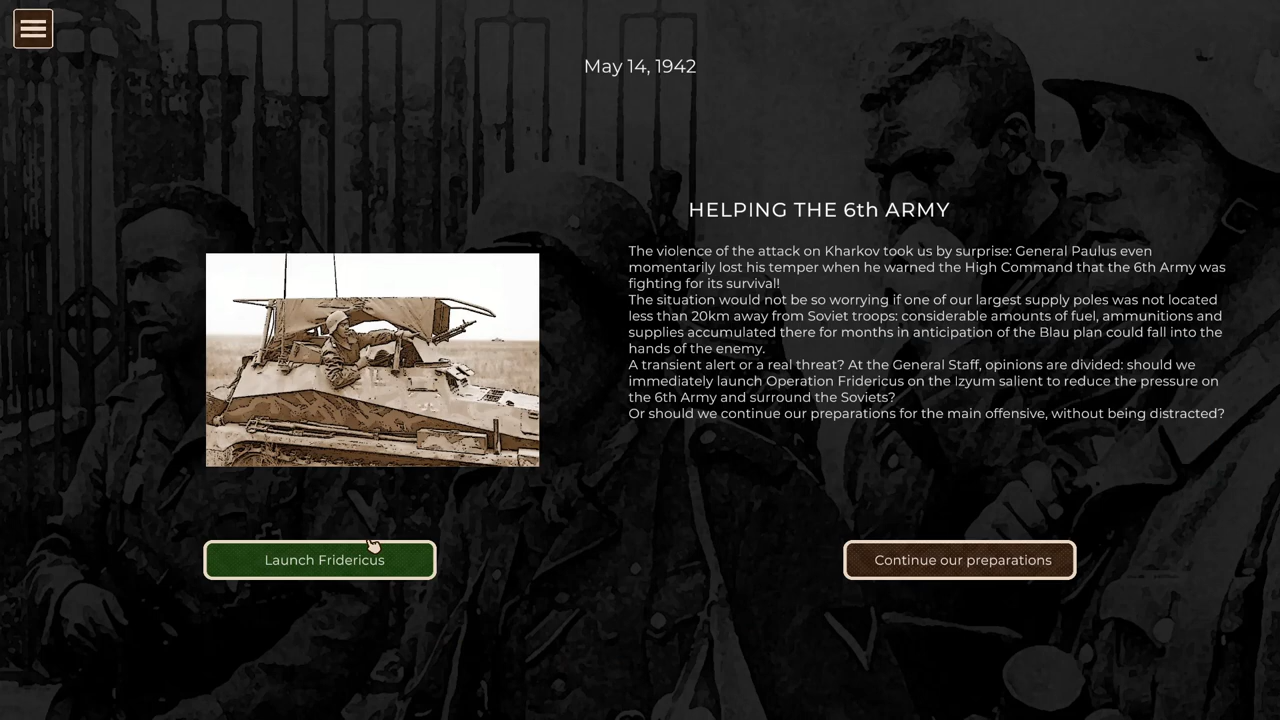 May 14, 1942
HELPING THE 6th ARMY
The violence of the attack on Kharkov took us by surprise: General Paulus even
momentarily lost his temper when he warned the High Command that the 6th Army was
fighting for its survival!
The situation would not be so worrying if one of our largest supply poles was not located
less than 20km away from Soviet troops: considerable amounts of fuel, ammunitions and
supplies accumulated there for months in anticipation of the Blau plan could fall into the
hands of the enemy.
A transient alert or a real threat? At the General Staff, opinions are divided: should we
immediately launch Operation Fridericus on the Izyum salient to reduce the pressure on
the 6th Army and surround the Soviets?
Or should we continue our preparations for the main offensive, without being distracted?
Launch Fridericus
Continue our preparations